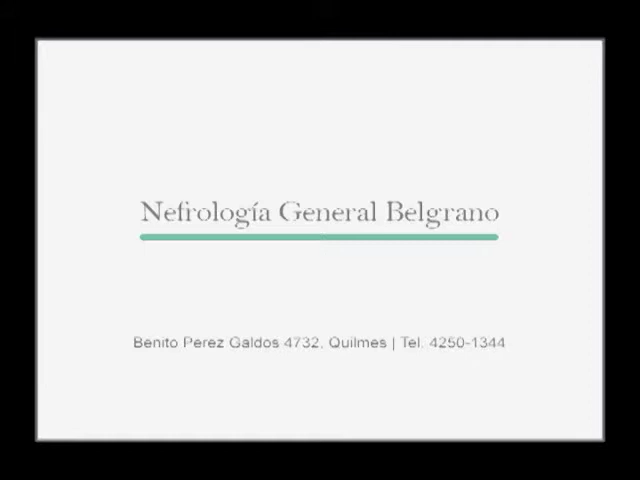 Nefrología General Belgrano
Benito Perez Galdos 4732, Quilmes | Tel. 4250-1344